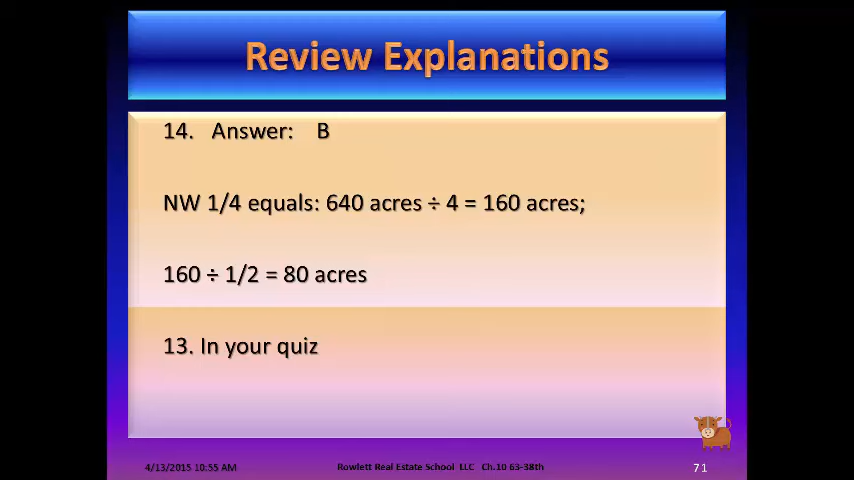 Review Explanations
14. Answer: B
NW 1/4 equals: 640 acres ÷ 4 = 160 acres;
160 ÷ 1/2 = 80 acres
13. In your quiz
4/13/2015 10:55 AM
Rowlett Real Estate School LLC Ch.10 63-38th
71